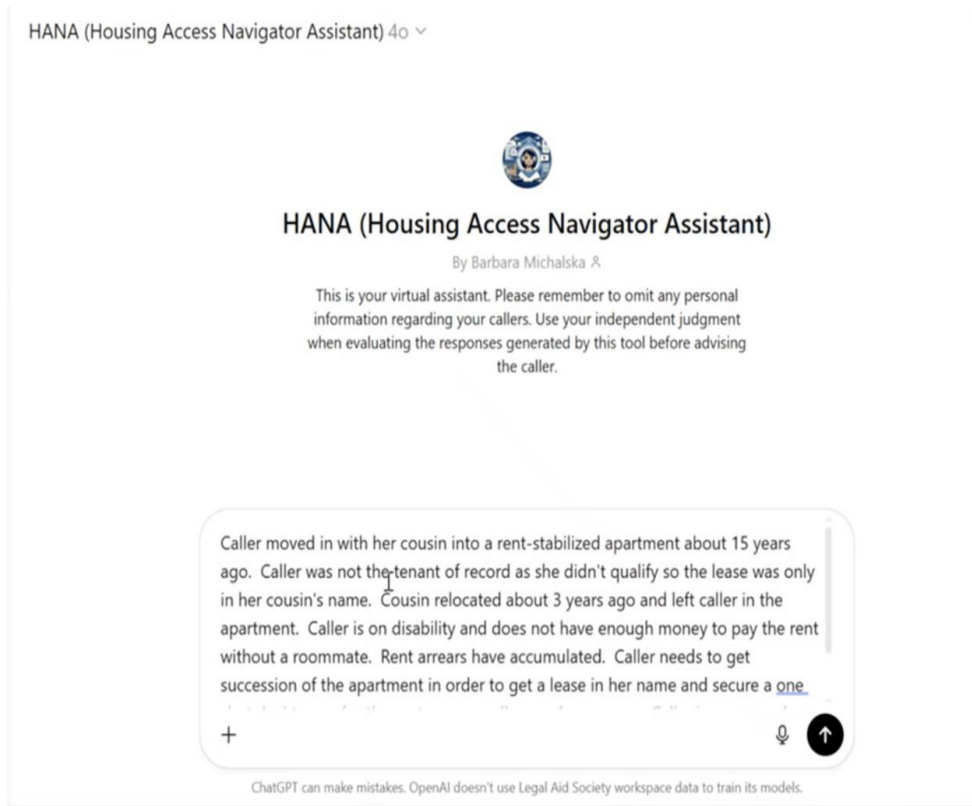 HANA (Housing Access Navigator Assistant) 4o
HANA (Housing Access Navigator Assistant)
By Barbara Michalska
This is your virtual assistant. Please remember to omit any personal
information regarding your callers. Use your independent judgment
when evaluating the responses generated by this tool before advising
the caller.
Caller moved in with her cousin into a rent-stabilized apartment about 15 years
ago.  Caller was not the tenant of record as she didn't qualify so the lease was only
in her cousin's name.  Cousin relocated about 3 years ago and left caller in the
apartment.  Caller is on disability and does not have enough money to pay the rent
without a roommate.  Rent arrears have accumulated.  Caller needs to get
succession of the apartment in order to get a lease in her name and secure a one
ChatGPT can make mistakes. OpenAI doesn't use Legal Aid Society workspace data to train its models.